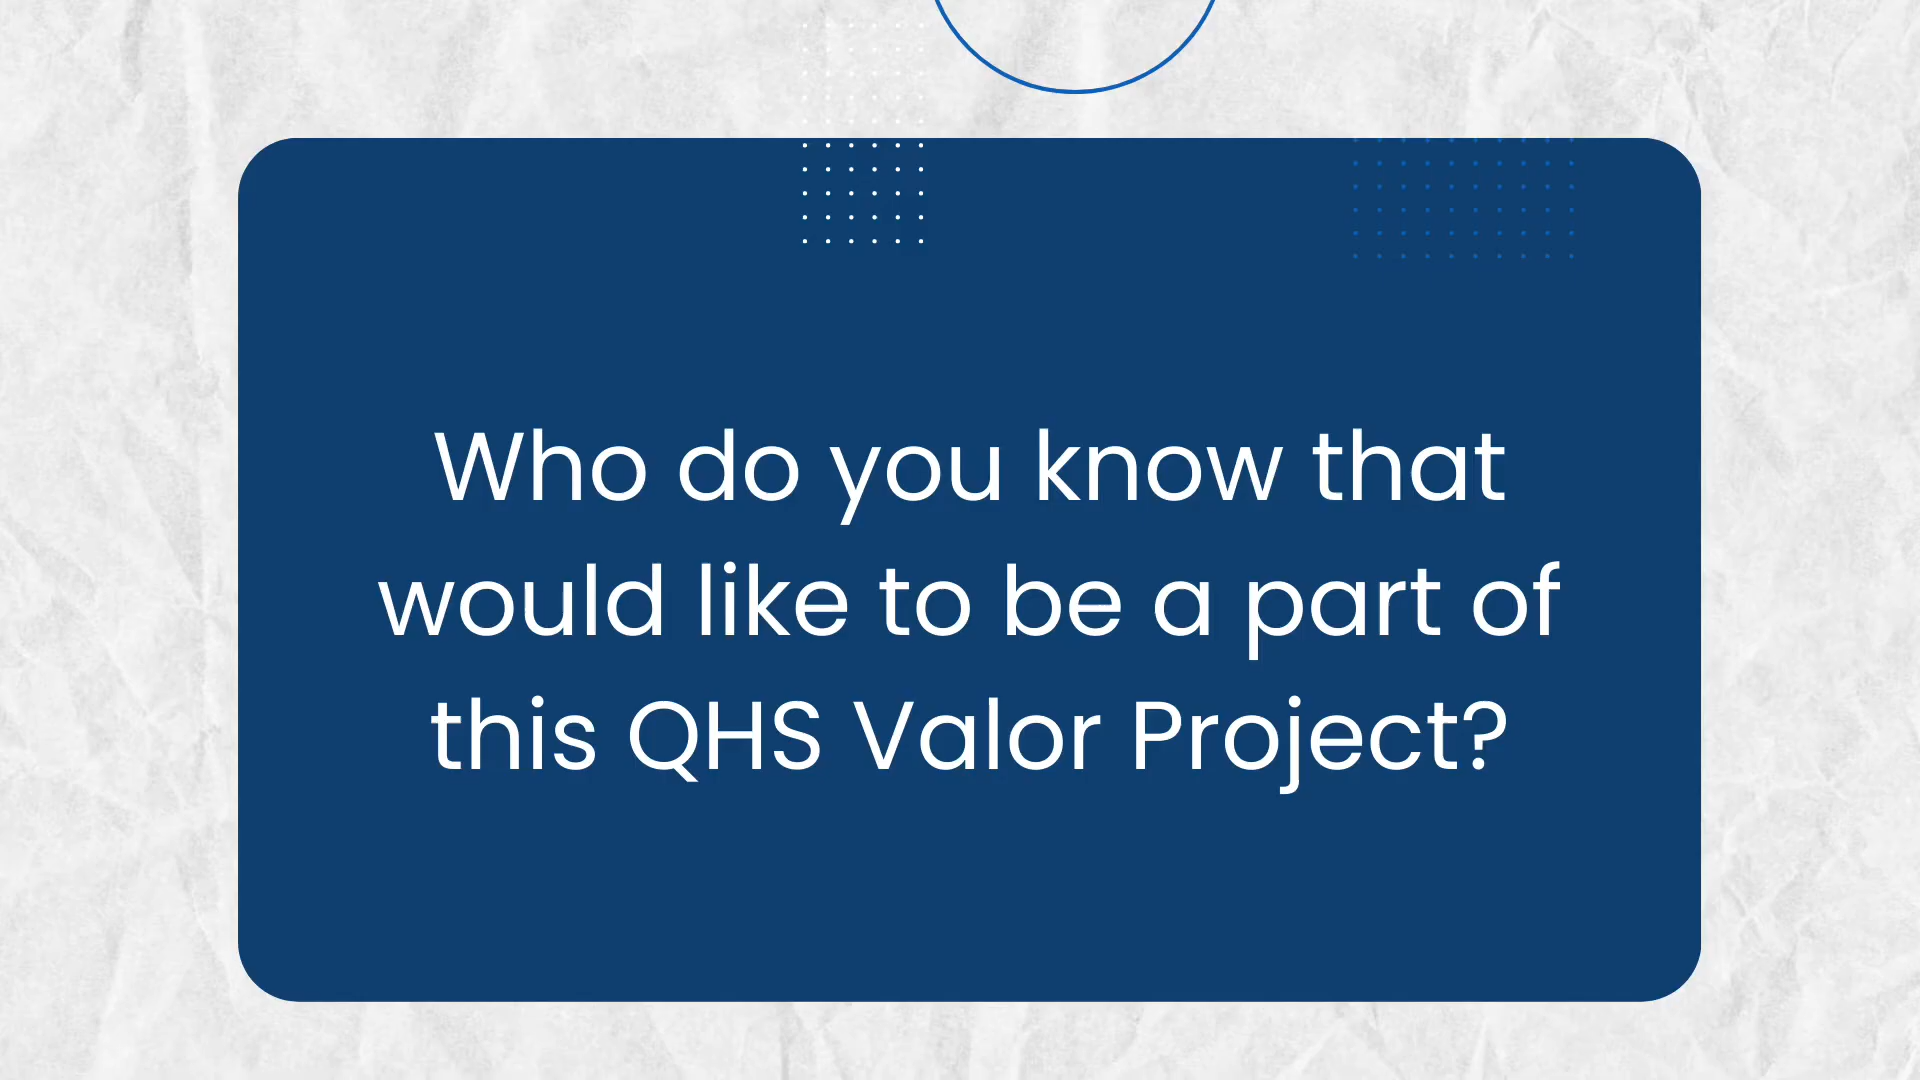 Who do you know that
would like to be a part of
this QHS Valor Project?